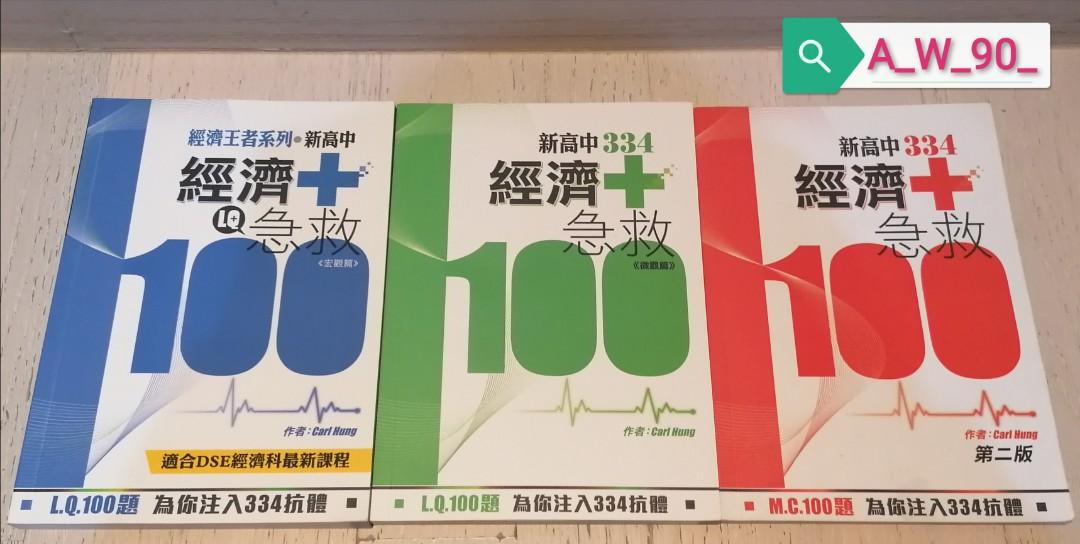 A_W_90_
經濟王者系列•新高中
經濟+
LQ+
急救
100
《宏觀篇》
作者：Carl Hung
適合DSE經濟科最新課程
■ L.Q.100題 為你注入334抗體 ■
新高中334
經濟+
急救
100
《微觀篇》
作者：Carl Hung
■ L.Q.100題 為你注入334抗體 ■
新高中334
經濟+
急救
100
作者：Carl Hung
第二版
■ M.C.100題 為你注入334抗體 ■